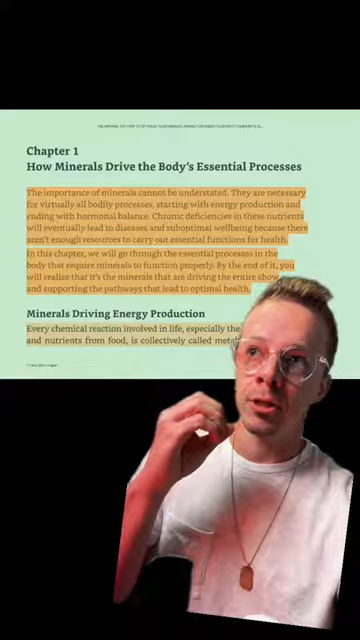 Chapter 1
How Minerals Drive the Body's Essential Processes
The importance of minerals cannot be understated. They are necessary
for virtually all bodily processes, starting with energy production and
ending with hormonal balance. Chronic deficiencies in these nutrients
will eventually lead to diseases and suboptimal wellbeing because there
aren't enough resources to carry out essential functions for health.
In this chapter, we will go through the essential processes in the
body that require minerals to function properly. By the end of it, you
will realize that it's the minerals that are driving the entire show
and supporting the pathways that lead to optimal health.
Minerals Driving Energy Production
Every chemical reaction involved in life, especially the
and nutrients from food, is collectively called